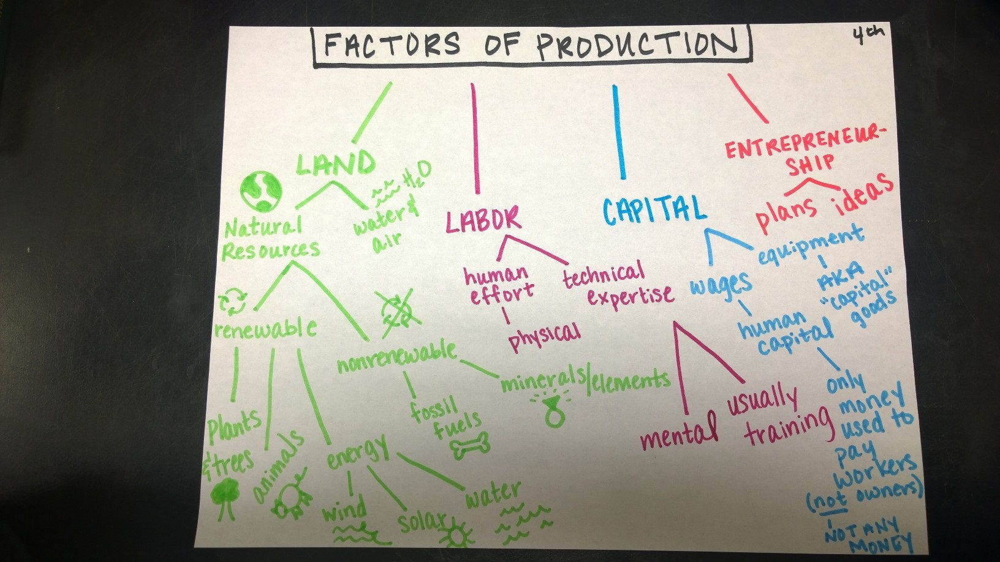 FACTORS OF PRODUCTION
4th
LAND
H₂O
water &
air
Natural
Resources
renewable
plants
& trees
animals
energy
wind
solar
water
nonrenewable
fossil
fuels
minerals/elements
LABOR
human
effort
physical
technical
expertise
mental
usually
training
CAPITAL
wages
human
capital
only
money
used to
pay
workers
(not owners)
NOT ANY
MONEY
equipment
AKA
"capital"
goods
ENTREPRENEUR-
SHIP
plans
ideas